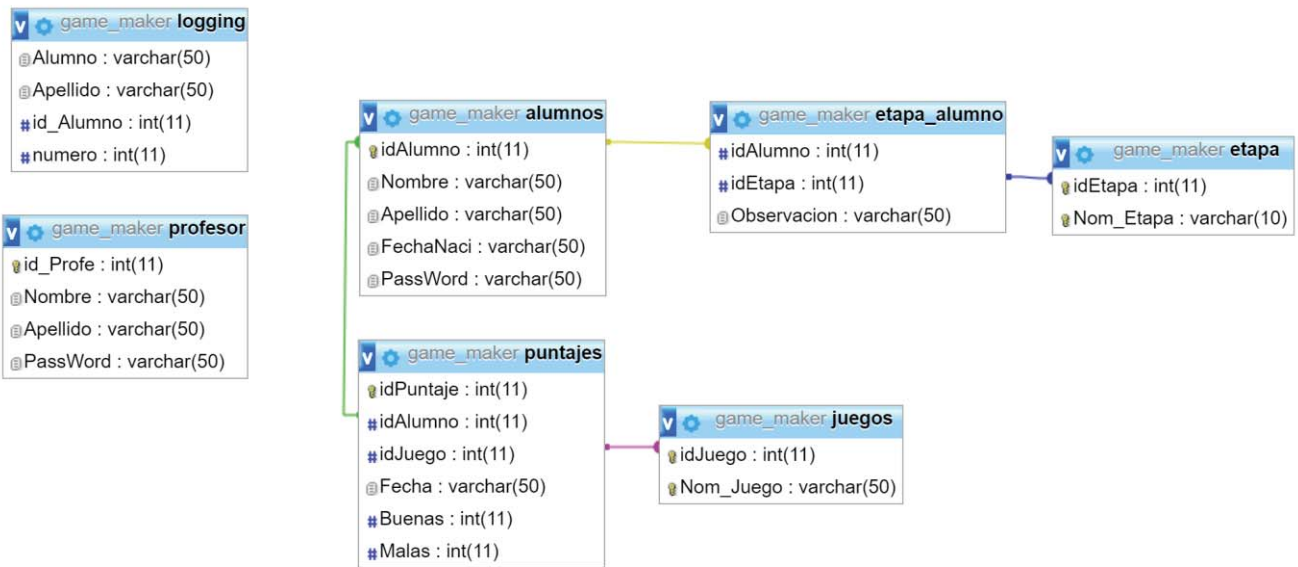 game_maker logging
Alumno : varchar(50)
Apellido : varchar(50)
#id_Alumno : int(11)
#numero : int(11)
game_maker profesor
id_Profe : int(11)
Nombre : varchar(50)
Apellido : varchar(50)
PassWord : varchar(50)
game_maker alumnos
idAlumno : int(11)
Nombre : varchar(50)
Apellido : varchar(50)
FechaNaci : varchar(50)
PassWord : varchar(50)
game_maker puntajes
idPuntaje : int(11)
#idAlumno : int(11)
#idJuego : int(11)
Fecha : varchar(50)
#Buenas : int(11)
#Malas : int(11)
game_maker etapa_alumno
#idAlumno : int(11)
#idEtapa : int(11)
Observacion : varchar(50)
game_maker juegos
idJuego : int(11)
Nom_Juego : varchar(50)
game_maker etapa
idEtapa : int(11)
Nom_Etapa : varchar(10)